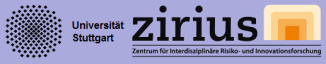 Universität
Stuttgart
zirius
Zentrum für Interdisziplinäre Risiko- und Innovationsforschung